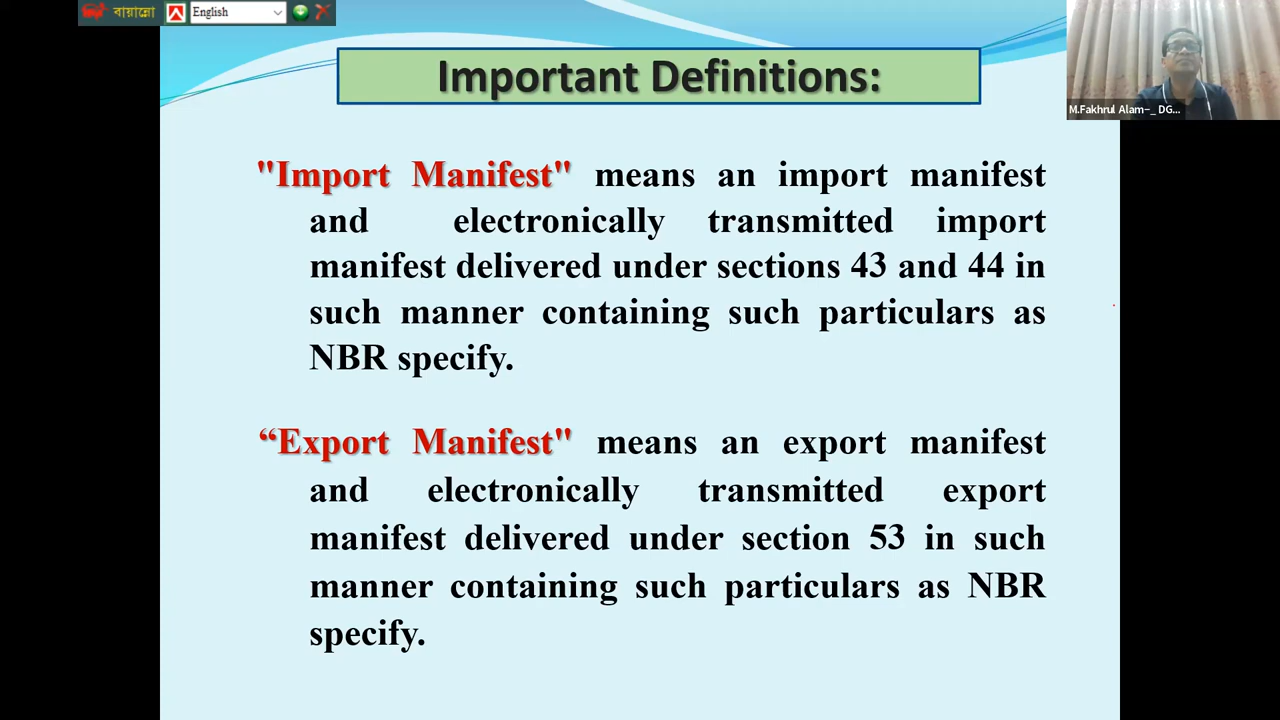 বায়ান্নো
English
Important Definitions:
M.Fakhrul Alam-_ DG...
"Import Manifest" means an import manifest
and electronically transmitted import
manifest delivered under sections 43 and 44 in
such manner containing such particulars as
NBR specify.
“Export Manifest" means an export manifest
and electronically transmitted export
manifest delivered under section 53 in such
manner containing such particulars as NBR
specify.